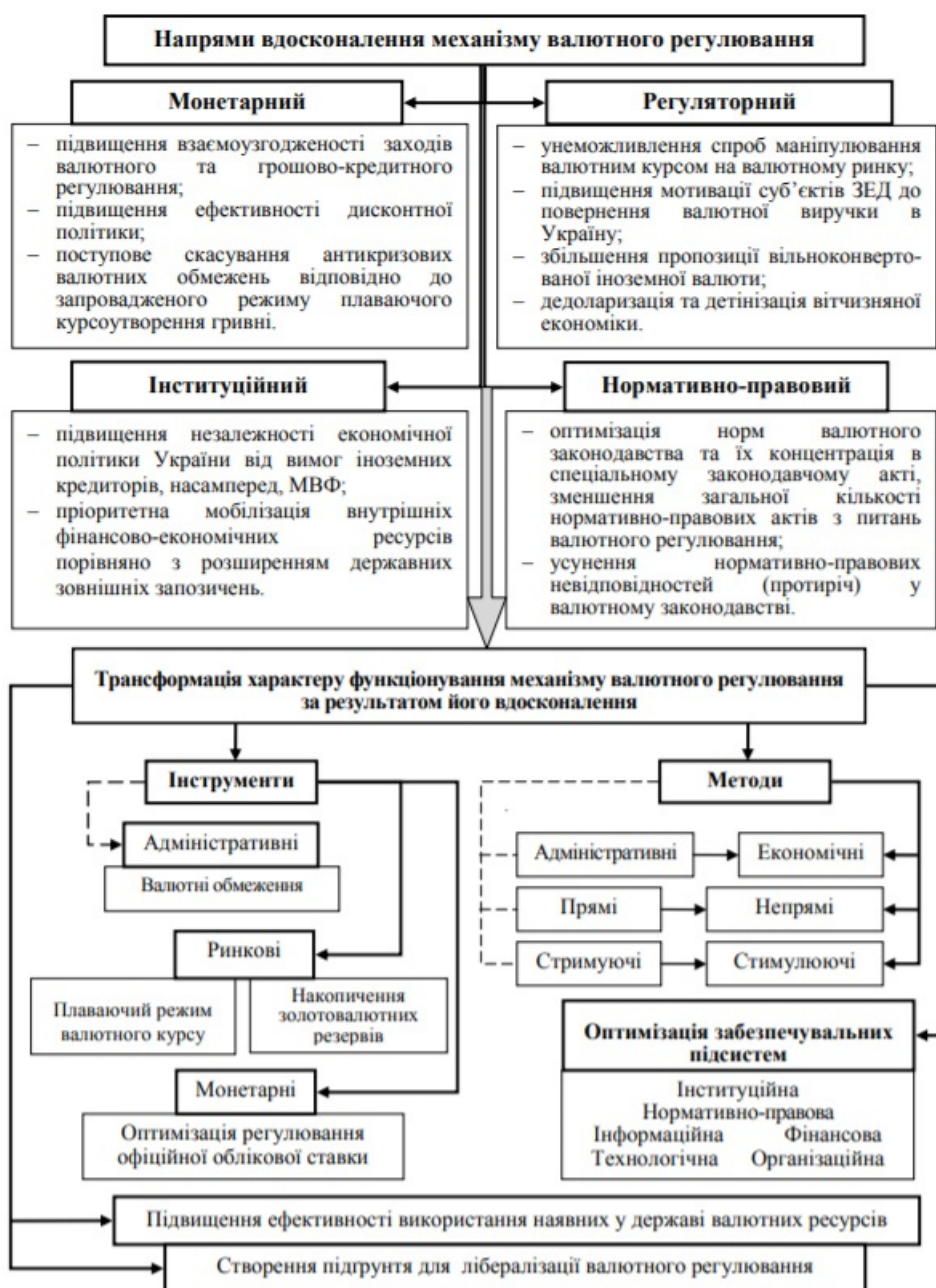 Напрями вдосконалення механізму валютного регулювання
Монетарний
– підвищення взаємоузгодженості заходів
валютного та грошово-кредитного
регулювання;
– підвищення ефективності дисконтної
політики;
– поступове скасування антикризових
валютних обмежень відповідно до
запровадженого режиму плаваючого
курсоутворення гривні.
Регуляторний
– унеможливлення спроб маніпулювання
валютним курсом на валютному ринку;
– підвищення мотивації суб’єктів ЗЕД до
повернення валютної виручки в
Україну;
– збільшення пропозиції вільноконверто-
ваної іноземної валюти;
– дедоларизація та детінізація вітчизняної
економіки.
Інституційний
– підвищення незалежності економічної
політики України від вимог іноземних
кредиторів, насамперед, МВФ;
– пріоритетна мобілізація внутрішніх
фінансово-економічних ресурсів
порівняно з розширенням державних
зовнішніх запозичень.
Нормативно-правовий
– оптимізація норм валютного
законодавства та їх концентрація в
спеціальному законодавчому акті,
зменшення загальної кількості
нормативно-правових актів з питань
валютного регулювання;
– усунення нормативно-правових
невідповідностей (протиріч) у
валютному законодавстві.
Трансформація характеру функціонування механізму валютного регулювання
за результатом його вдосконалення
Інструменти
Адміністративні
Валютні обмеження
Ринкові
Плаваючий режим
валютного курсу
Накопичення
золотовалютних
резервів
Монетарні
Оптимізація регулювання
офіційної облікової ставки
Методи
Адміністративні
Економічні
Прямі
Непрямі
Стримуючі
Стимулюючі
Оптимізація забезпечувальних
підсистем
Інституційна
Нормативно-правова
Інформаційна Фінансова
Технологічна Організаційна
Підвищення ефективності використання наявних у державі валютних ресурсів
Створення підґрунтя для лібералізації валютного регулювання